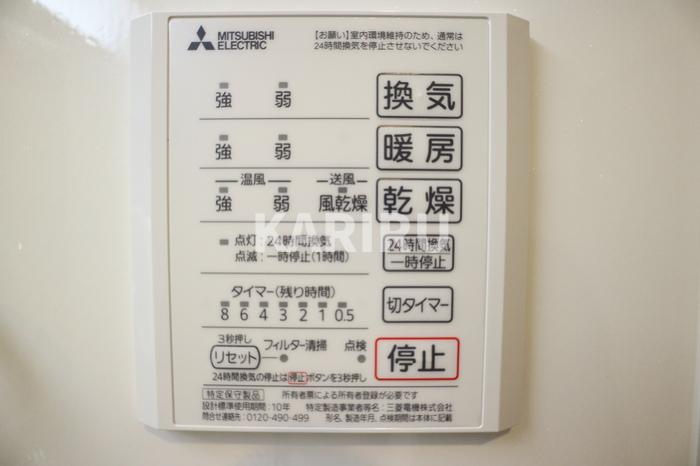 MITSUBISHI
ELECTRIC
【お願い】室内環境維持のため、通常は
24時間換気を停止させないでください
強 弱 換気
強 弱 暖房
温風 送風
強 弱 風乾燥 乾燥
点灯：24時間換気
点滅：一時停止(1時間)
24時間換気
一時停止
タイマー(残り時間)
8 6 4 3 2 1 0.5
切タイマー
3秒押し
リセット フィルター清掃 点検
停止
24時間換気の停止は停止ボタンを3秒押し
特定保守製品 所有者票による所有者登録が必要です
設計標準使用期間：10年 特定製造事業者等名：三菱電機株式会社
問合せ連絡先：0120-490-499 形名、製造年月、点検期間は本体に記載
KARIBU